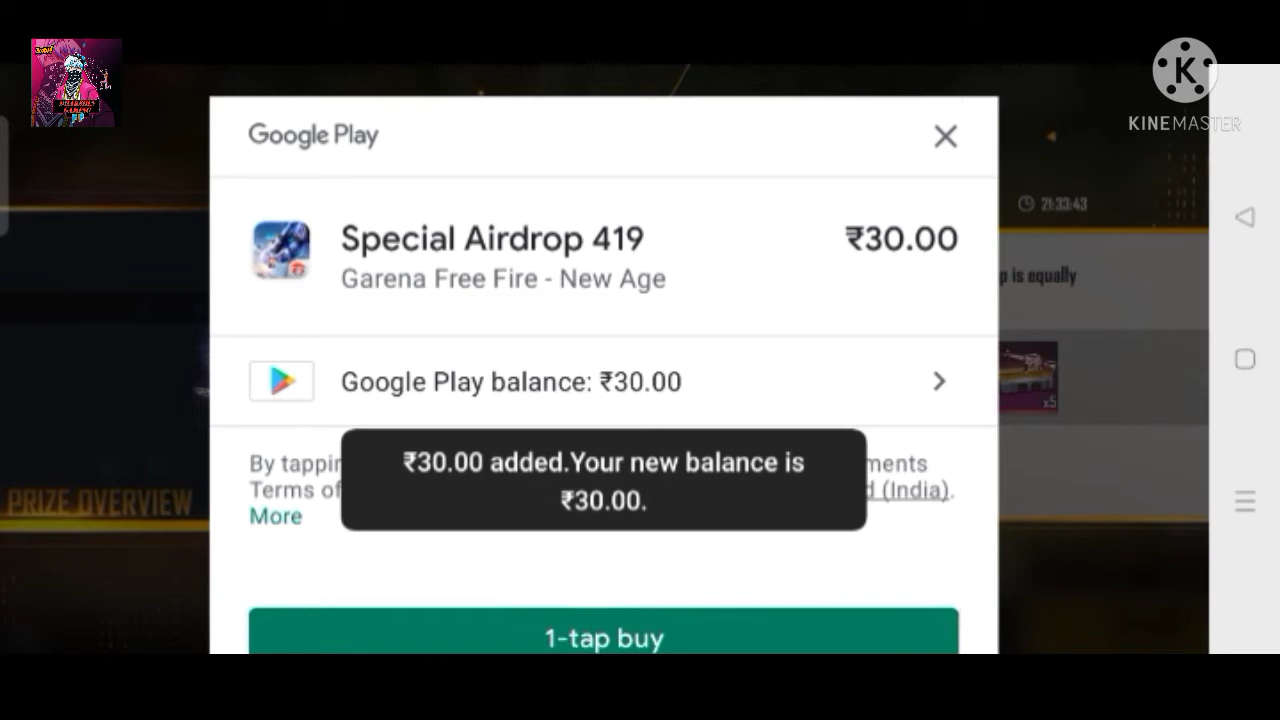 KINEMASTER
Google Play
21:33:43
Special Airdrop 419
₹30.00
Garena Free Fire - New Age
p is equally
Google Play balance: ₹30.00
x5
By tappin
ments
₹30.00 added.Your new balance is
₹30.00.
Terms of
d (India).
PRIZE OVERVIEW
More
1-tap buy